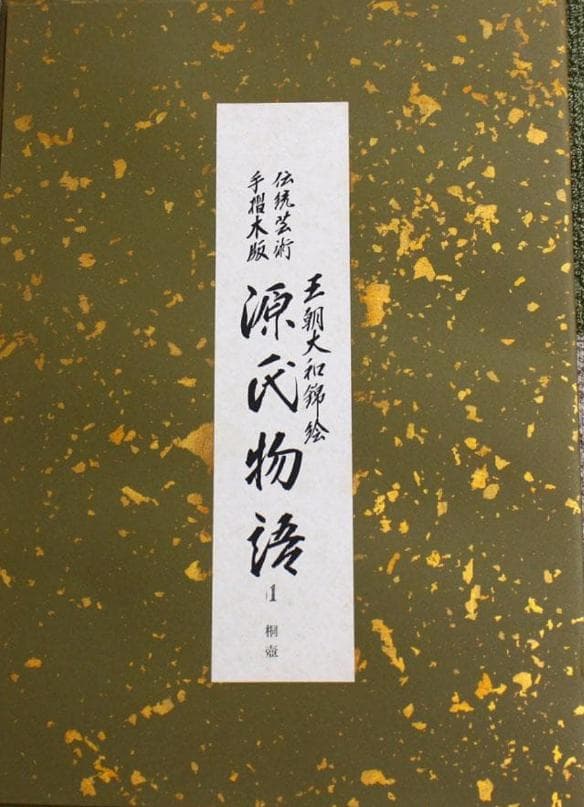 伝統芸術
手摺木版
王朝大和錦絵
源氏物語
1
桐壺